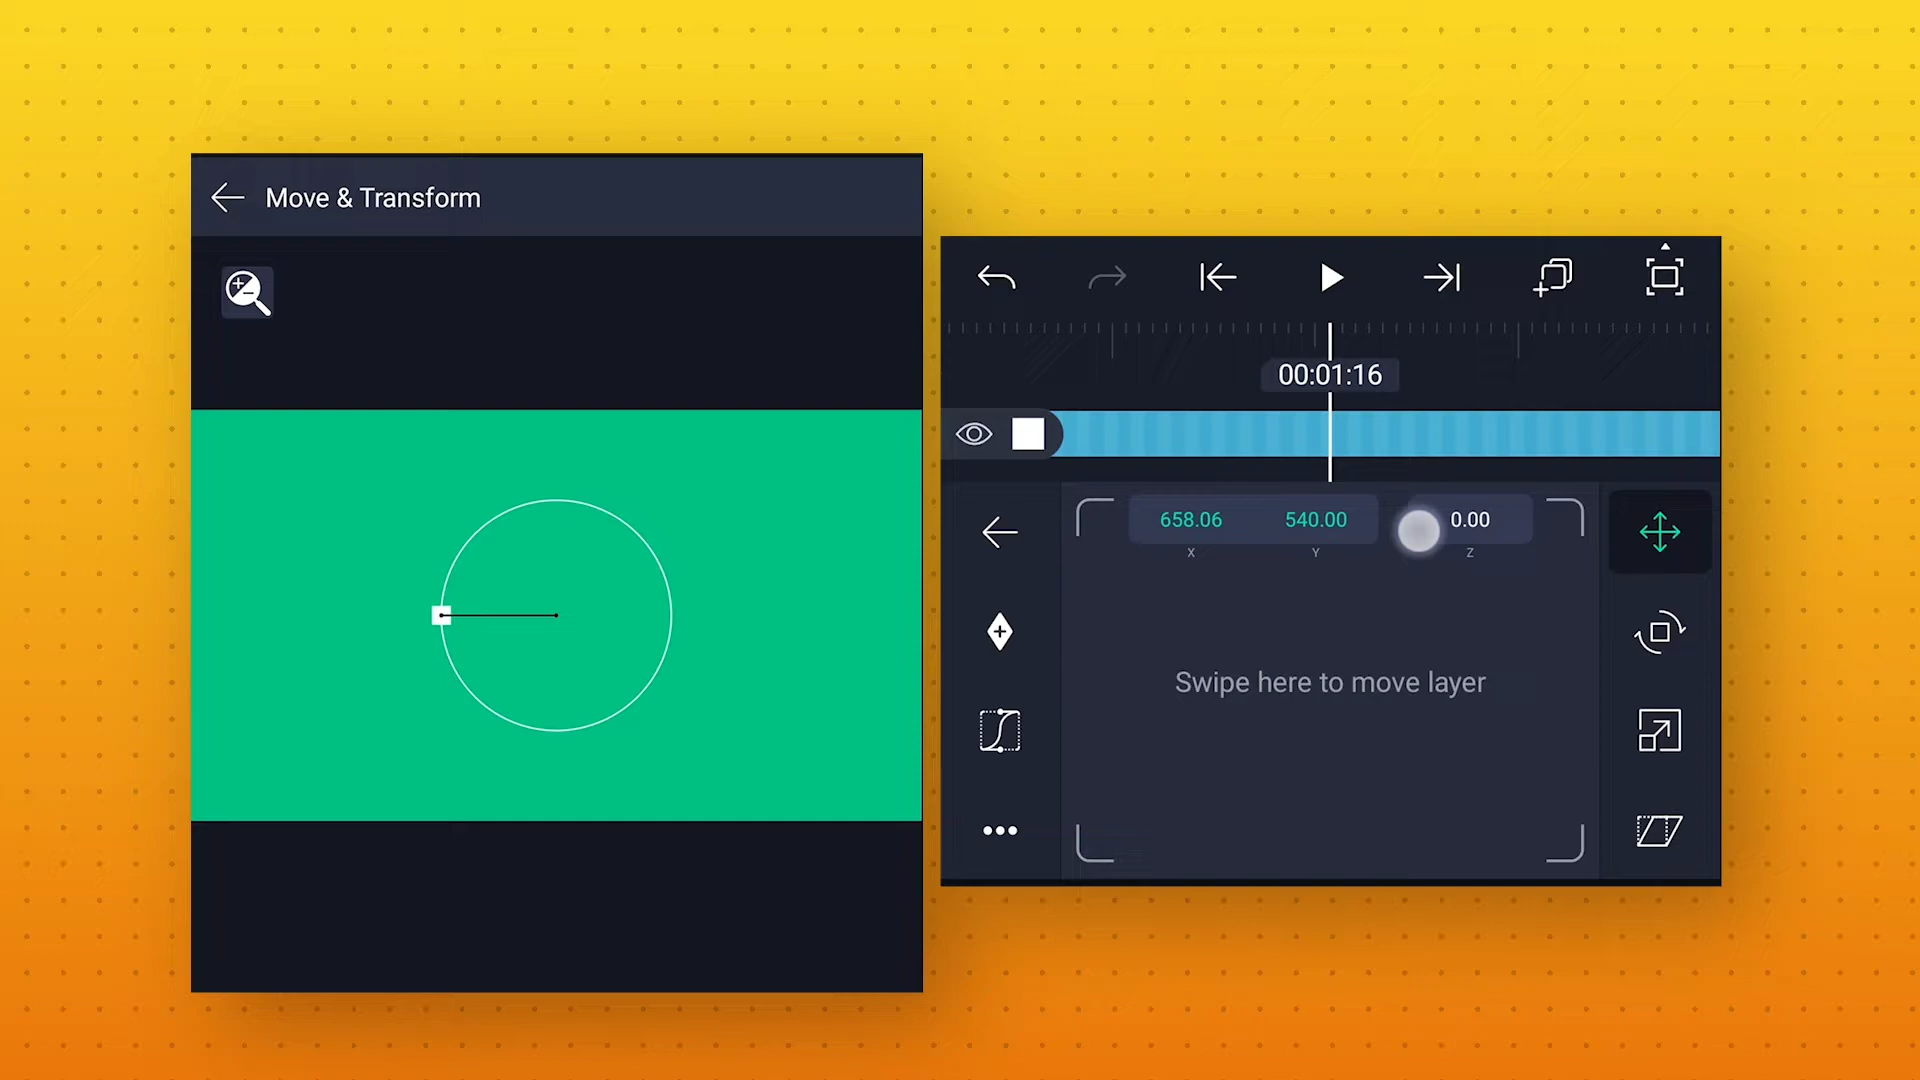 Move & Transform
00:01:16
658.06 540.00 0.00
X Y Z
Swipe here to move layer